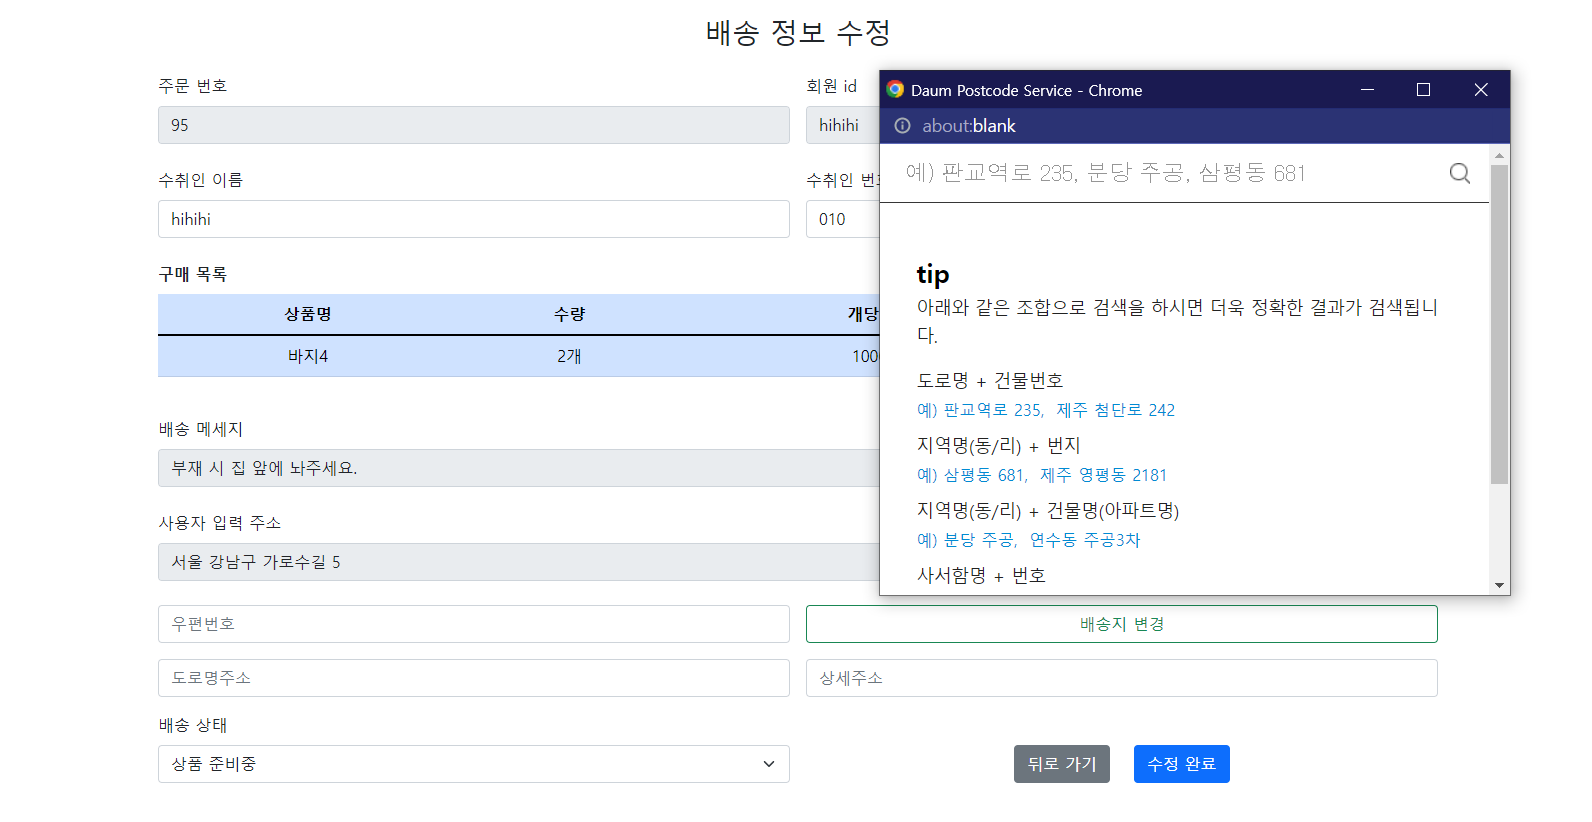 배송 정보 수정
주문 번호
95
회원 id
hihihi
수취인 이름
hihihi
수취인
010
구매 목록
상품명 수량 개당
바지4 2개 100
배송 메세지
부재 시 집 앞에 놔주세요.
사용자 입력 주소
서울 강남구 가로수길 5
우편번호
배송지 변경
도로명주소
상세주소
배송 상태
상품 준비중
뒤로 가기
수정 완료
Daum Postcode Service - Chrome
about:blank
예) 판교역로 235, 분당 주공, 삼평동 681
tip
아래와 같은 조합으로 검색을 하시면 더욱 정확한 결과가 검색됩니
다.
도로명 + 건물번호
예) 판교역로 235, 제주 첨단로 242
지역명(동/리) + 번지
예) 삼평동 681, 제주 영평동 2181
지역명(동/리) + 건물명(아파트명)
예) 분당 주공, 연수동 주공3차
사서함명 + 번호